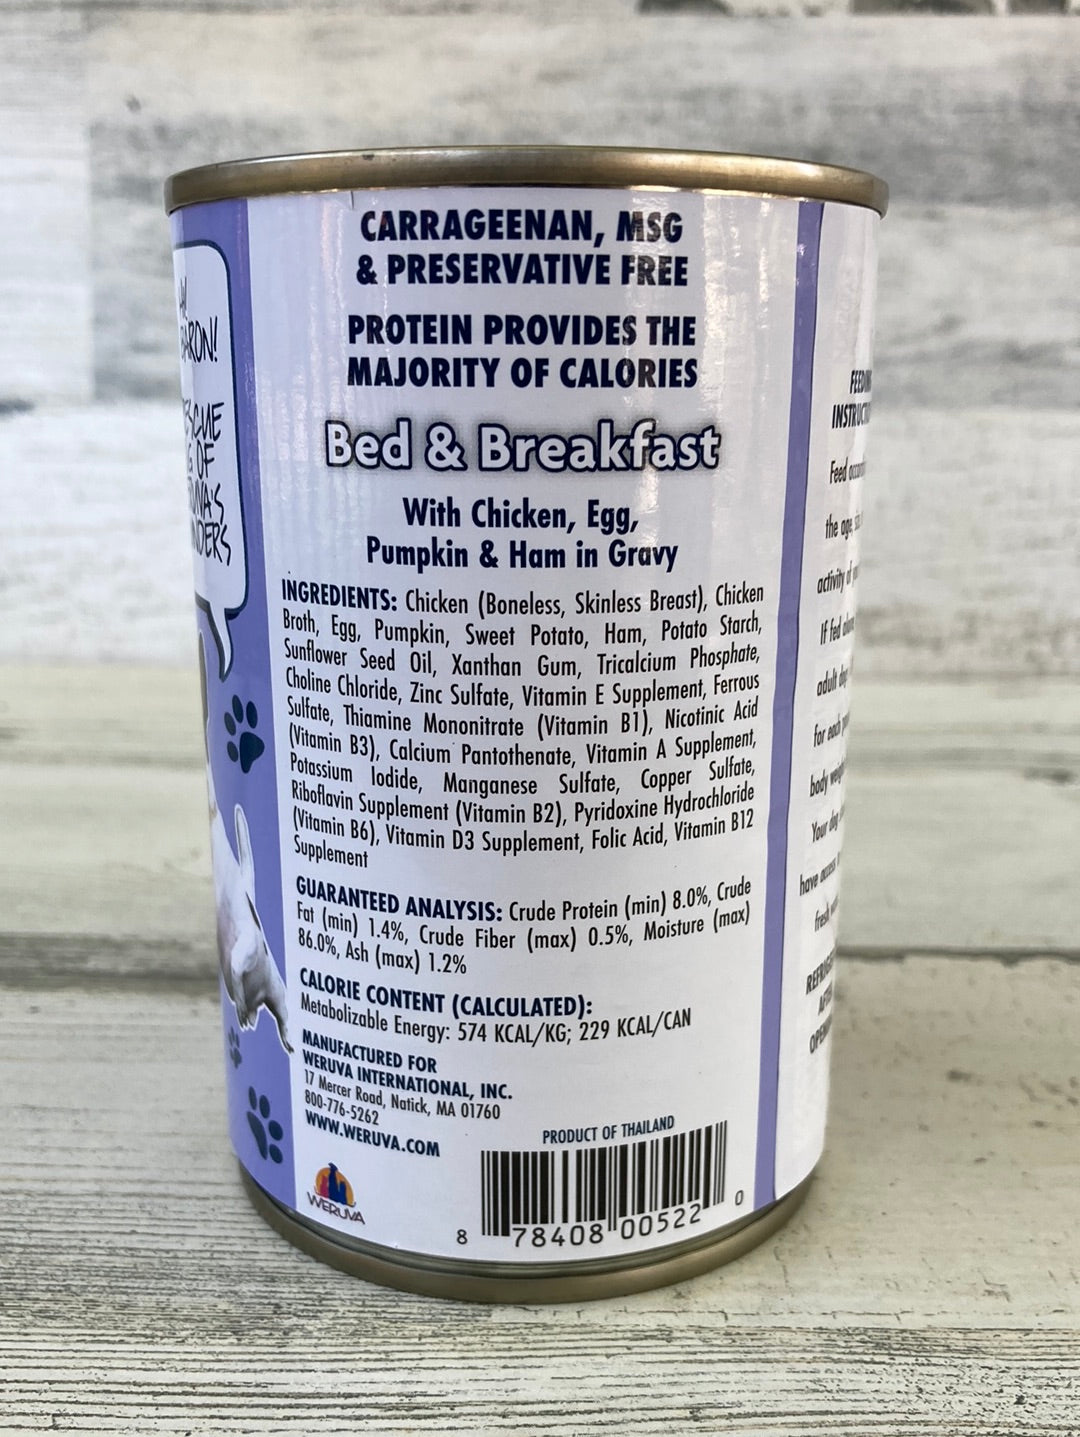 CARRAGEENAN, MSG
& PRESERVATIVE FREE
PROTEIN PROVIDES THE
MAJORITY OF CALORIES
Bed & Breakfast
With Chicken, Egg,
Pumpkin & Ham in Gravy
INGREDIENTS: Chicken (Boneless, Skinless Breast), Chicken
Broth, Egg, Pumpkin, Sweet Potato, Ham, Potato Starch,
Sunflower Seed Oil, Xanthan Gum, Tricalcium Phosphate,
Choline Chloride, Zinc Sulfate, Vitamin E Supplement, Ferrous
Sulfate, Thiamine Mononitrate (Vitamin B1), Nicotinic Acid
(Vitamin B3), Calcium Pantothenate, Vitamin A Supplement,
Potassium Iodide, Manganese Sulfate, Copper Sulfate,
Riboflavin Supplement (Vitamin B2), Pyridoxine Hydrochloride
(Vitamin B6), Vitamin D3 Supplement, Folic Acid, Vitamin B12
Supplement
GUARANTEED ANALYSIS: Crude Protein (min) 8.0%, Crude
Fat (min) 1.4%, Crude Fiber (max) 0.5%, Moisture (max)
86.0%, Ash (max) 1.2%
CALORIE CONTENT (CALCULATED):
Metabolizable Energy: 574 KCAL/KG; 229 KCAL/CAN
MANUFACTURED FOR
WERUVA INTERNATIONAL, INC.
17 Mercer Road, Natick, MA 01760
800-776-5262
WWW.WERUVA.COM
PRODUCT OF THAILAND
WERUVA
8 78408 00522 0
OF
Feed
the age,
activity of
If fed
adult
for each
body
Your
have